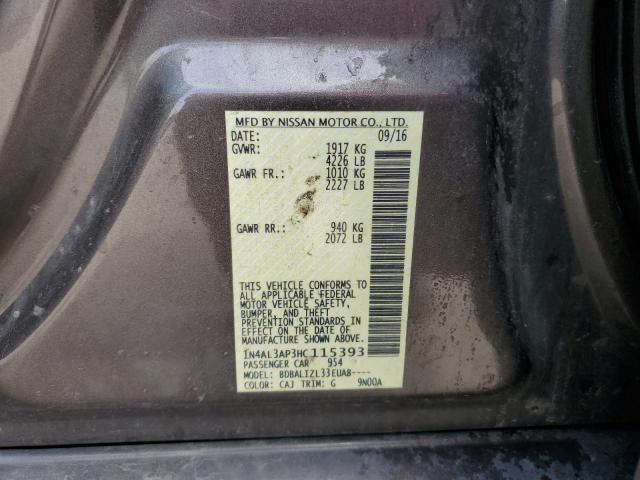 MFD BY NISSAN MOTOR CO., LTD.
DATE: 09/16
GVWR: 1917 KG
4226 LB
GAWR FR.: 1010 KG
2227 LB
GAWR RR.: 940 KG
2072 LB
THIS VEHICLE CONFORMS TO
ALL APPLICABLE FEDERAL
MOTOR VEHICLE SAFETY,
BUMPER, AND THEFT
PREVENTION STANDARDS IN
EFFECT ON THE DATE OF
MANUFACTURE SHOWN ABOVE.
1N4AL3AP3HC115393
PASSENGER CAR 954
MODEL: BDBALIZL33EUAB----
COLOR: CAJ TRIM: G 9N00A